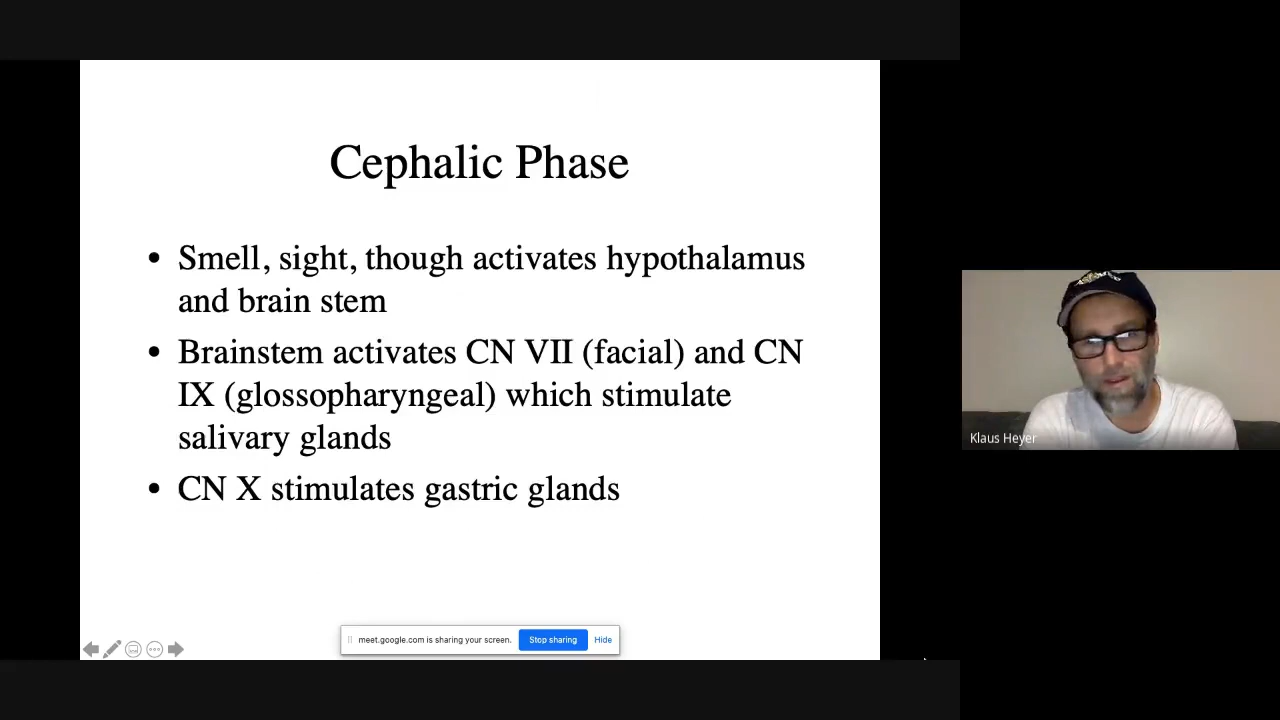 Cephalic Phase
• Smell, sight, though activates hypothalamus
and brain stem
• Brainstem activates CN VII (facial) and CN
IX (glossopharyngeal) which stimulate
salivary glands
• CN X stimulates gastric glands
Klaus Heyer
meet.google.com is sharing your screen. Stop sharing Hide